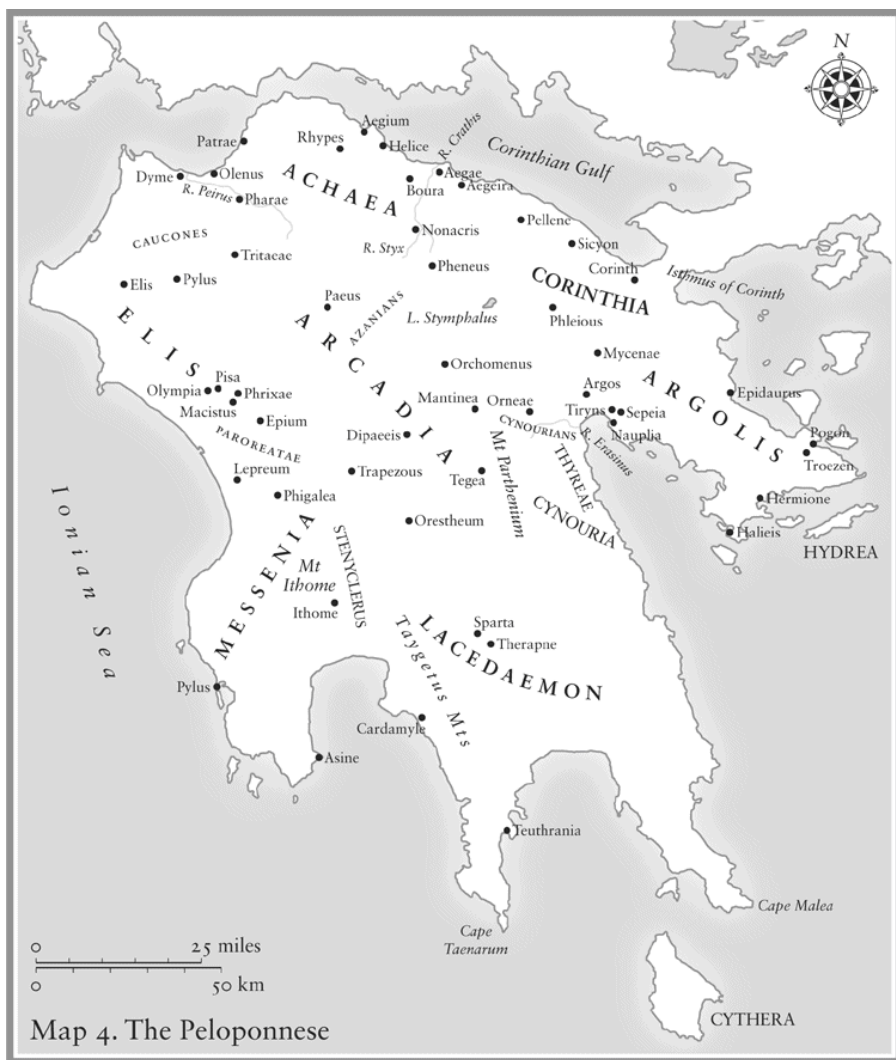 N
Aegium
Patrae
Rhypes
Helice
R. Crathis
Corinthian Gulf
Dyme
Olenus
ACHAEA
Aegae
R. Peirus
Pharae
Boura
Aegeira
CAUCONES
Nonacris
Pellene
Tritaeae
R. Styx
Sicyon
Elis
Pylus
Pheneus
Corinth
Isthmus of Corinth
CORINTHIA
Paeus
AZANIANS
L. Stymphalus
Phleious
ELIS
ARCADIA
Mycenae
Orchomenus
ARGOLIS
Olympia
Pisa
Phrixae
Macistus
Mantinea
Orneae
Argos
Epidaurus
Epium
Tiryns
Sepeia
CYNOURIANS
Nauplia
Pogon
PAROREATAE
Dipaeeis
R. Erasinus
Troezen
Lepreum
Trapezous
Tegea
Mt Parthenium
THYREAE
Phigalea
Hermione
Ionian Sea
Orestheum
CYNOURIA
Halieis
HYDREA
MESSENIA
STENYCLERUS
Mt
Ithome
Ithome
Sparta
Therapne
LACEDAEMON
Taygetus Mts
Pylus
Cardamyle
Asine
Teuthrania
Cape Malea
Cape
Taenarum
0 25 miles
0 50 km
CYTHERA
Map 4. The Peloponnese